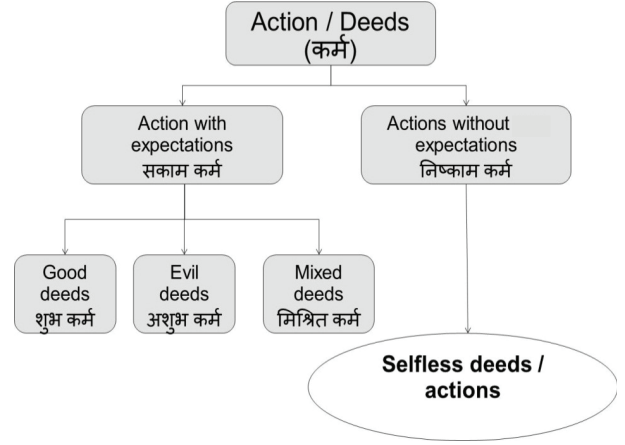 Action / Deeds
(कर्म)
Action with
expectations
सकाम कर्म
Actions without
expectations
निष्काम कर्म
Good
deeds
शुभ कर्म
Evil
deeds
अशुभ कर्म
Mixed
deeds
मिश्रित कर्म
Selfless deeds /
actions